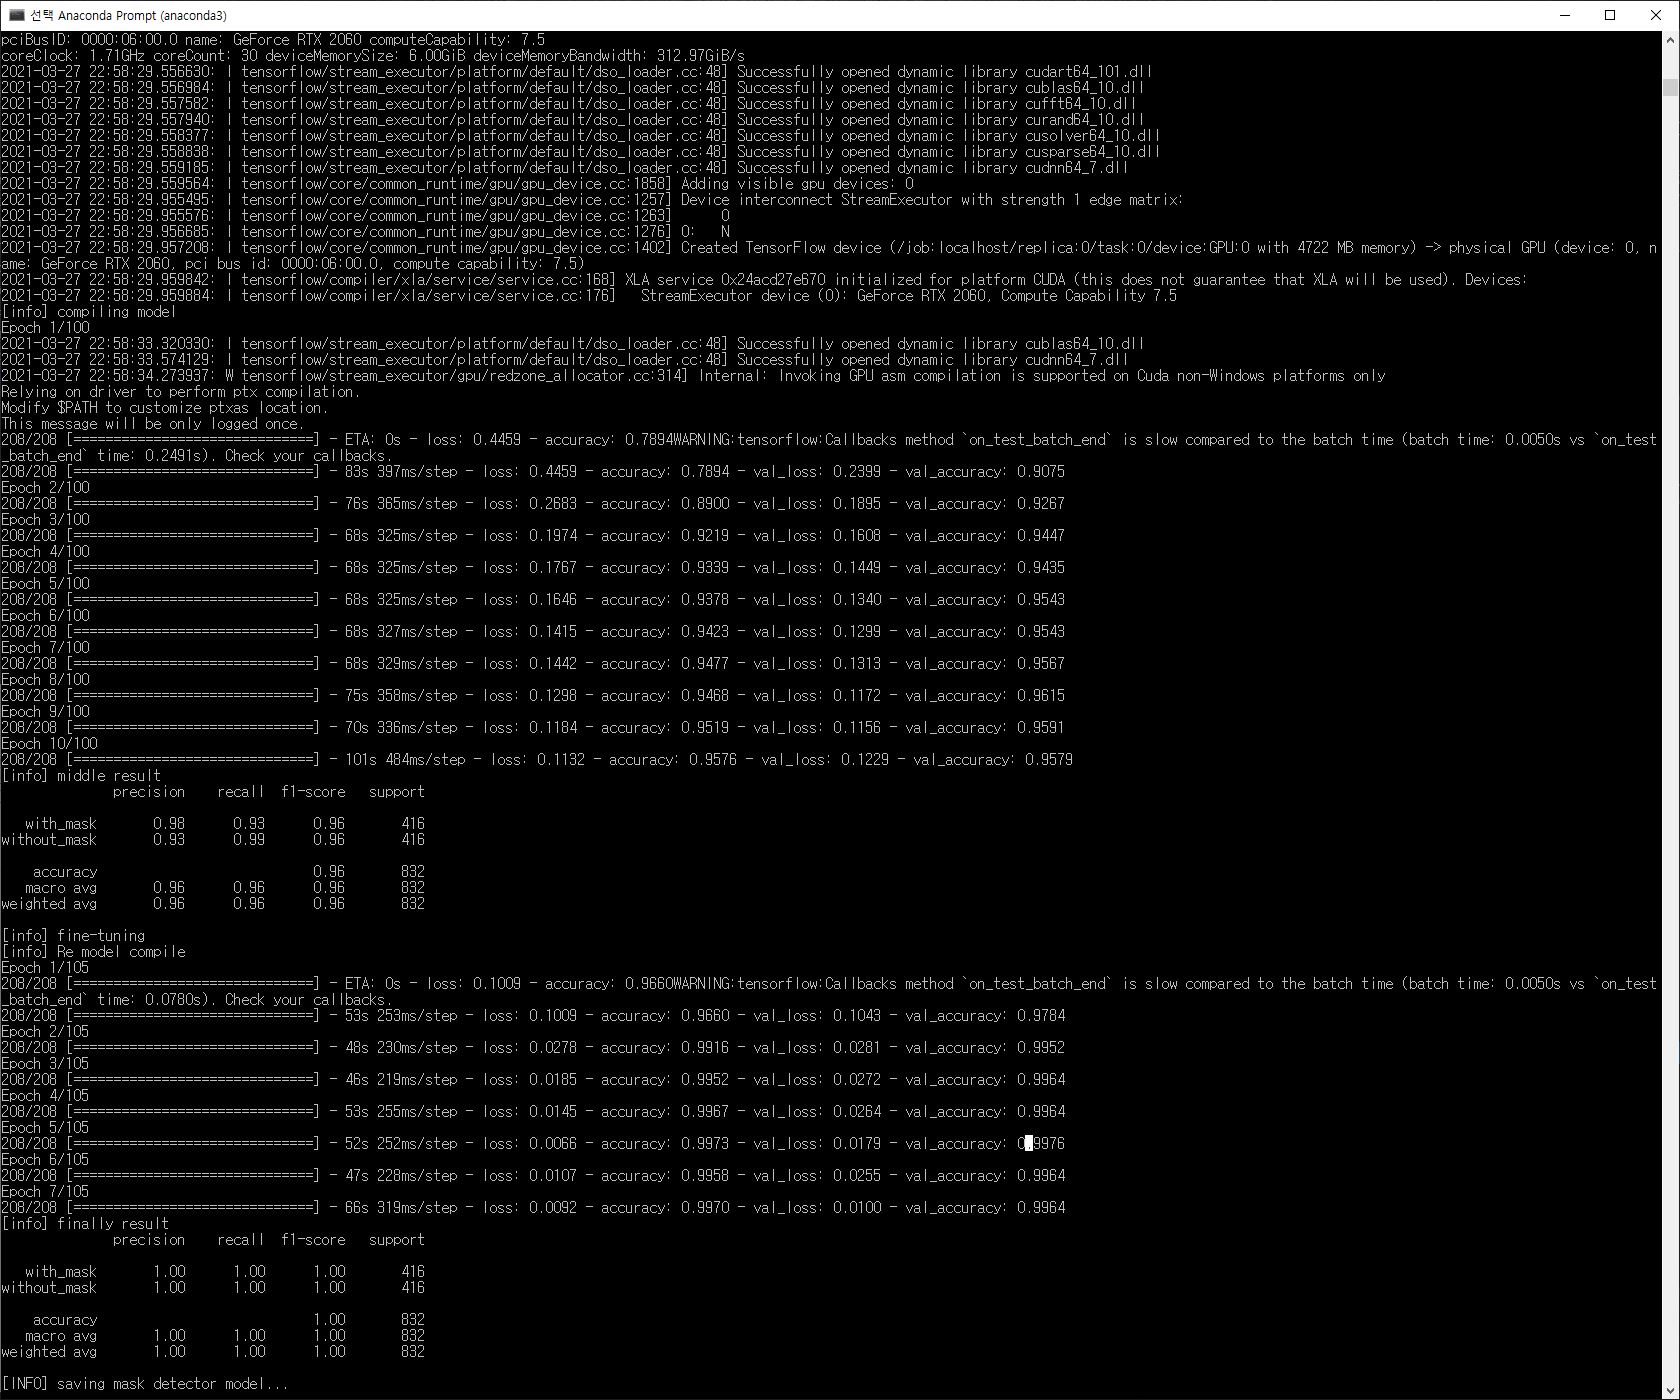 선택 Anaconda Prompt (anaconda3)
pciBusID: 0000:06:00.0 name: GeForce RTX 2060 computeCapability: 7.5
coreClock: 1.71GHz coreCount: 30 deviceMemorySize: 6.00GiB deviceMemoryBandwidth: 312.97GiB/s
2021-03-27 22:58:29.556630: I tensorflow/stream_executor/platform/default/dso_loader.cc:48] Successfully opened dynamic library cudart64_101.dll
2021-03-27 22:58:29.556984: I tensorflow/stream_executor/platform/default/dso_loader.cc:48] Successfully opened dynamic library cublas64_10.dll
2021-03-27 22:58:29.557582: I tensorflow/stream_executor/platform/default/dso_loader.cc:48] Successfully opened dynamic library cufft64_10.dll
2021-03-27 22:58:29.557940: I tensorflow/stream_executor/platform/default/dso_loader.cc:48] Successfully opened dynamic library curand64_10.dll
2021-03-27 22:58:29.558377: I tensorflow/stream_executor/platform/default/dso_loader.cc:48] Successfully opened dynamic library cusolver64_10.dll
2021-03-27 22:58:29.558838: I tensorflow/stream_executor/platform/default/dso_loader.cc:48] Successfully opened dynamic library cusparse64_10.dll
2021-03-27 22:58:29.559185: I tensorflow/stream_executor/platform/default/dso_loader.cc:48] Successfully opened dynamic library cudnn64_7.dll
2021-03-27 22:58:29.559564: I tensorflow/core/common_runtime/gpu/gpu_device.cc:1858] Adding visible gpu devices: 0
2021-03-27 22:58:29.955495: I tensorflow/core/common_runtime/gpu/gpu_device.cc:1257] Device interconnect StreamExecutor with strength 1 edge matrix:
2021-03-27 22:58:29.955576: I tensorflow/core/common_runtime/gpu/gpu_device.cc:1263]      0
2021-03-27 22:58:29.956685: I tensorflow/core/common_runtime/gpu/gpu_device.cc:1276] 0:   N
2021-03-27 22:58:29.957208: I tensorflow/core/common_runtime/gpu/gpu_device.cc:1402] Created TensorFlow device (/job:localhost/replica:0/task:0/device:GPU:0 with 4722 MB memory) -> physical GPU (device: 0, n
ame: GeForce RTX 2060, pci bus id: 0000:06:00.0, compute capability: 7.5)
2021-03-27 22:58:29.959842: I tensorflow/compiler/xla/service/service.cc:168] XLA service 0x24acd27e670 initialized for platform CUDA (this does not guarantee that XLA will be used). Devices:
2021-03-27 22:58:29.959884: I tensorflow/compiler/xla/service/service.cc:176]   StreamExecutor device (0): GeForce RTX 2060, Compute Capability 7.5
[info] compiling model
Epoch 1/100
2021-03-27 22:58:33.320330: I tensorflow/stream_executor/platform/default/dso_loader.cc:48] Successfully opened dynamic library cublas64_10.dll
2021-03-27 22:58:33.574129: I tensorflow/stream_executor/platform/default/dso_loader.cc:48] Successfully opened dynamic library cudnn64_7.dll
2021-03-27 22:58:34.273937: W tensorflow/stream_executor/gpu/redzone_allocator.cc:314] Internal: Invoking GPU asm compilation is supported on Cuda non-Windows platforms only
Relying on driver to perform ptx compilation.
Modify $PATH to customize ptxas location.
This message will be only logged once.
208/208 [==============================] - ETA: 0s - loss: 0.4459 - accuracy: 0.7894WARNING:tensorflow:Callbacks method `on_test_batch_end` is slow compared to the batch time (batch time: 0.0050s vs `on_test
_batch_end` time: 0.2491s). Check your callbacks.
208/208 [==============================] - 83s 397ms/step - loss: 0.4459 - accuracy: 0.7894 - val_loss: 0.2399 - val_accuracy: 0.9075
Epoch 2/100
208/208 [==============================] - 76s 365ms/step - loss: 0.2683 - accuracy: 0.8900 - val_loss: 0.1895 - val_accuracy: 0.9267
Epoch 3/100
208/208 [==============================] - 68s 325ms/step - loss: 0.1974 - accuracy: 0.9219 - val_loss: 0.1608 - val_accuracy: 0.9447
Epoch 4/100
208/208 [==============================] - 68s 325ms/step - loss: 0.1767 - accuracy: 0.9339 - val_loss: 0.1449 - val_accuracy: 0.9435
Epoch 5/100
208/208 [==============================] - 68s 325ms/step - loss: 0.1646 - accuracy: 0.9378 - val_loss: 0.1340 - val_accuracy: 0.9543
Epoch 6/100
208/208 [==============================] - 68s 327ms/step - loss: 0.1415 - accuracy: 0.9423 - val_loss: 0.1299 - val_accuracy: 0.9543
Epoch 7/100
208/208 [==============================] - 68s 329ms/step - loss: 0.1442 - accuracy: 0.9477 - val_loss: 0.1313 - val_accuracy: 0.9567
Epoch 8/100
208/208 [==============================] - 75s 358ms/step - loss: 0.1298 - accuracy: 0.9468 - val_loss: 0.1172 - val_accuracy: 0.9615
Epoch 9/100
208/208 [==============================] - 70s 336ms/step - loss: 0.1184 - accuracy: 0.9519 - val_loss: 0.1156 - val_accuracy: 0.9591
Epoch 10/100
208/208 [==============================] - 101s 484ms/step - loss: 0.1132 - accuracy: 0.9576 - val_loss: 0.1229 - val_accuracy: 0.9579
[info] middle result
precision    recall  f1-score   support
with_mask       0.98      0.93      0.96       416
without_mask       0.93      0.99      0.96       416
accuracy                           0.96       832
macro avg       0.96      0.96      0.96       832
weighted avg       0.96      0.96      0.96       832
[info] fine-tuning
[info] Re model compile
Epoch 1/105
208/208 [==============================] - ETA: 0s - loss: 0.1009 - accuracy: 0.9660WARNING:tensorflow:Callbacks method `on_test_batch_end` is slow compared to the batch time (batch time: 0.0050s vs `on_test
_batch_end` time: 0.0780s). Check your callbacks.
208/208 [==============================] - 53s 253ms/step - loss: 0.1009 - accuracy: 0.9660 - val_loss: 0.1043 - val_accuracy: 0.9784
Epoch 2/105
208/208 [==============================] - 48s 230ms/step - loss: 0.0278 - accuracy: 0.9916 - val_loss: 0.0281 - val_accuracy: 0.9952
Epoch 3/105
208/208 [==============================] - 46s 219ms/step - loss: 0.0185 - accuracy: 0.9952 - val_loss: 0.0272 - val_accuracy: 0.9964
Epoch 4/105
208/208 [==============================] - 53s 255ms/step - loss: 0.0145 - accuracy: 0.9967 - val_loss: 0.0264 - val_accuracy: 0.9964
Epoch 5/105
208/208 [==============================] - 52s 252ms/step - loss: 0.0066 - accuracy: 0.9973 - val_loss: 0.0179 - val_accuracy: 0.9976
Epoch 6/105
208/208 [==============================] - 47s 228ms/step - loss: 0.0107 - accuracy: 0.9958 - val_loss: 0.0255 - val_accuracy: 0.9964
Epoch 7/105
208/208 [==============================] - 66s 319ms/step - loss: 0.0092 - accuracy: 0.9970 - val_loss: 0.0100 - val_accuracy: 0.9964
[info] finally result
precision    recall  f1-score   support
with_mask       1.00      1.00      1.00       416
without_mask       1.00      1.00      1.00       416
accuracy                           1.00       832
macro avg       1.00      1.00      1.00       832
weighted avg       1.00      1.00      1.00       832
[INFO] saving mask detector model...